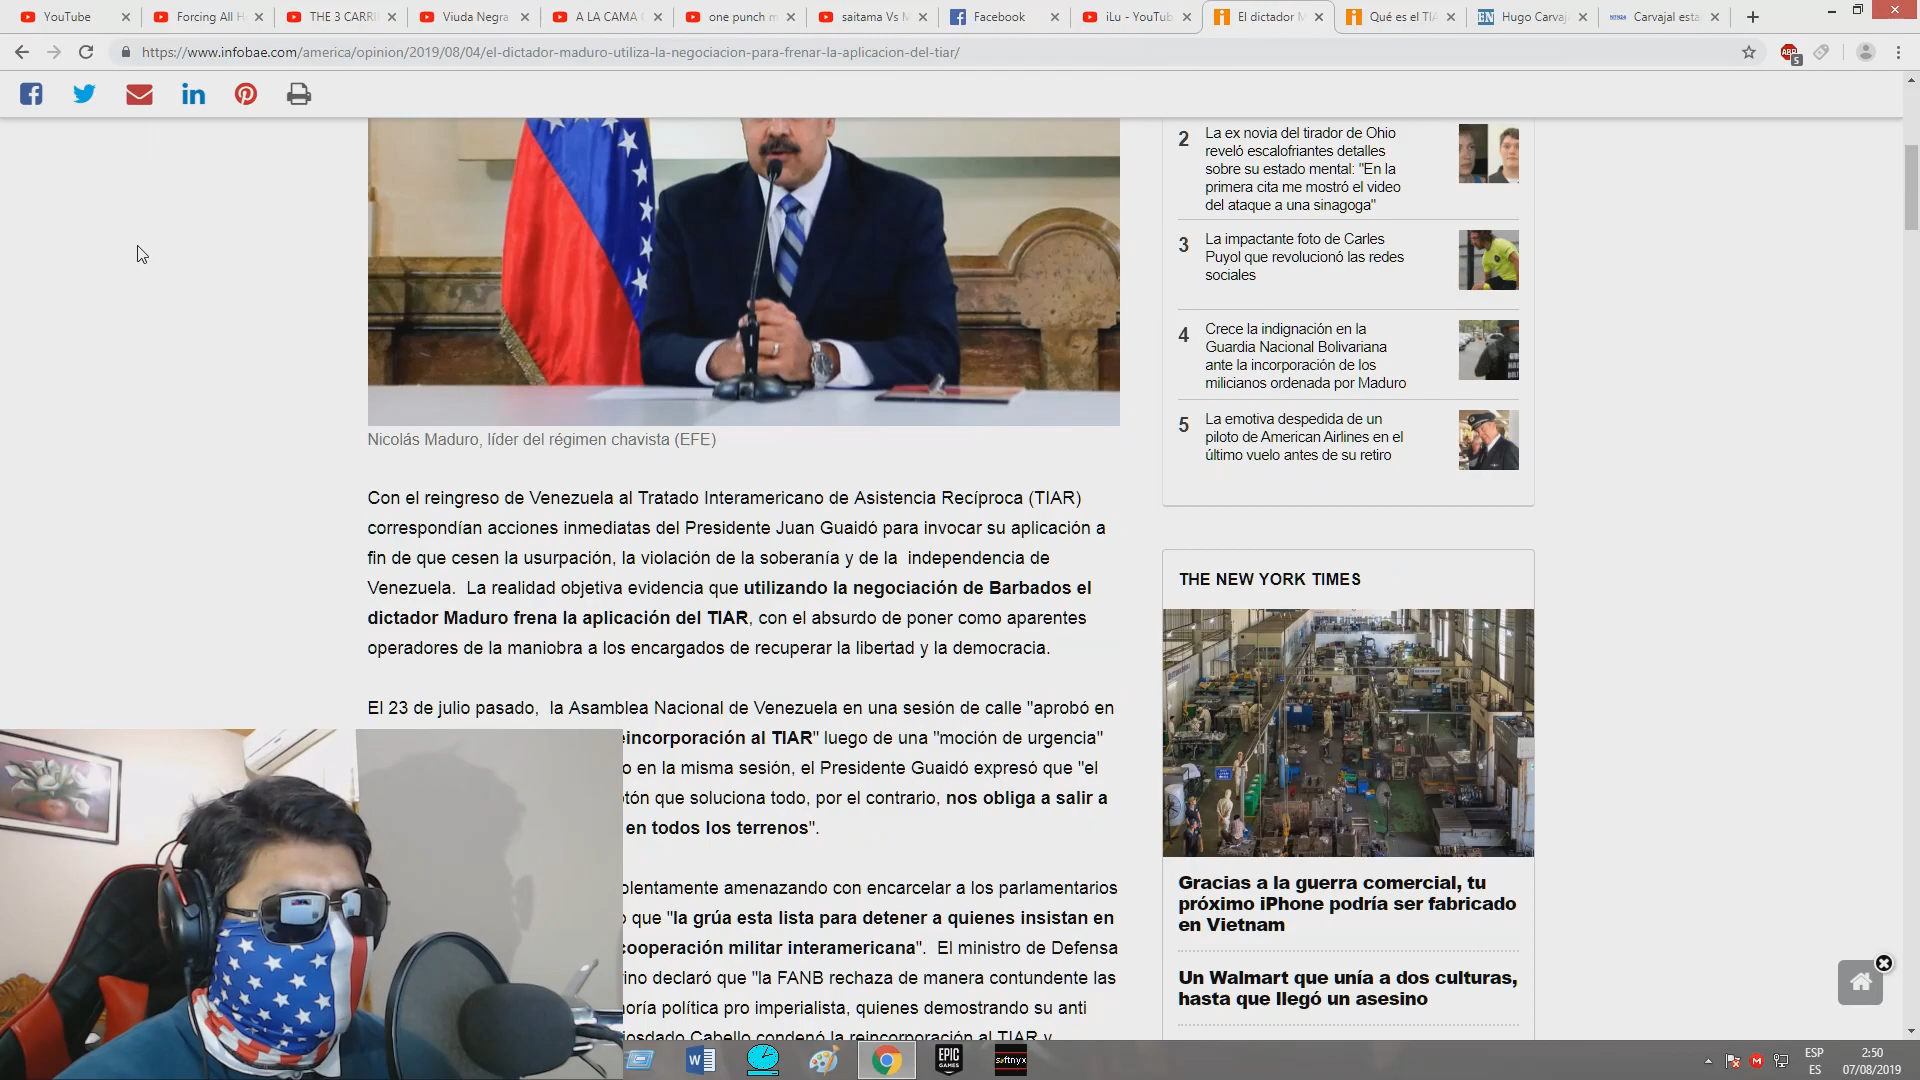 YouTube
Forcing All H
THE 3 CARRI
Viuda Negra
A LA CAMA
one punch m
saitama Vs
Facebook
iLu - YouTub
El dictador
Qué es el TIA
Hugo Carvaj
Carvajal esta
https://www.infobae.com/america/opinion/2019/08/04/el-dictador-maduro-utiliza-la-negociacion-para-frenar-la-aplicacion-del-tiar/
ABP
5
Nicolás Maduro, líder del régimen chavista (EFE)
Con el reingreso de Venezuela al Tratado Interamericano de Asistencia Recíproca (TIAR)
correspondían acciones inmediatas del Presidente Juan Guaidó para invocar su aplicación a
fin de que cesen la usurpación, la violación de la soberanía y de la independencia de
Venezuela. La realidad objetiva evidencia que utilizando la negociación de Barbados el
dictador Maduro frena la aplicación del TIAR, con el absurdo de poner como aparentes
operadores de la maniobra a los encargados de recuperar la libertad y la democracia.
El 23 de julio pasado, la Asamblea Nacional de Venezuela en una sesión de calle "aprobó en
eincorporación al TIAR" luego de una "moción de urgencia"
o en la misma sesión, el Presidente Guaidó expresó que "el
tón que soluciona todo, por el contrario, nos obliga a salir a
en todos los terrenos".
olentamente amenazando con encarcelar a los parlamentarios
o que "la grúa esta lista para detener a quienes insistan en
cooperación militar interamericana". El ministro de Defensa
rino declaró que "la FANB rechaza de manera contundente las
noría política pro imperialista, quienes demostrando su anti
iosdado Cabello condenó la reincorporación al TIAR y
2
La ex novia del tirador de Ohio
reveló escalofriantes detalles
sobre su estado mental: "En la
primera cita me mostró el video
del ataque a una sinagoga"
3
La impactante foto de Carles
Puyol que revolucionó las redes
sociales
4
Crece la indignación en la
Guardia Nacional Bolivariana
ante la incorporación de los
milicianos ordenada por Maduro
5
La emotiva despedida de un
piloto de American Airlines en el
último vuelo antes de su retiro
THE NEW YORK TIMES
Gracias a la guerra comercial, tu
próximo iPhone podría ser fabricado
en Vietnam
Un Walmart que unía a dos culturas,
hasta que llegó un asesino
EPIC
GAMES
softnyx
ESP
ES
2:50
07/08/2019